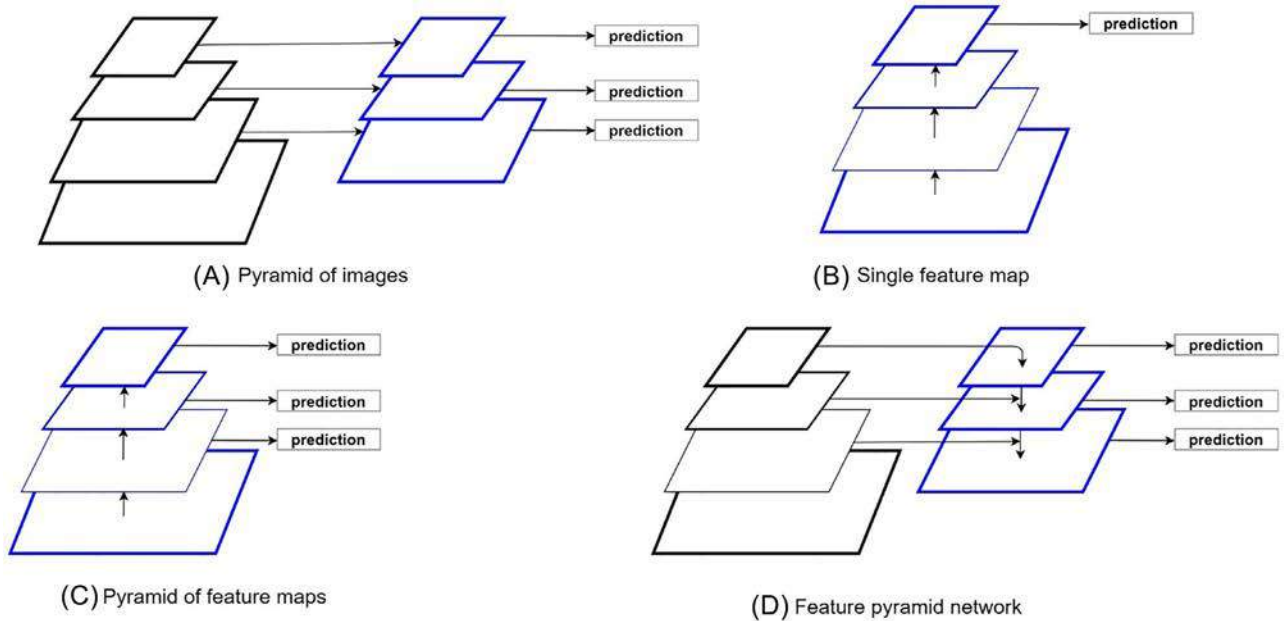 prediction
prediction
prediction
prediction
(A) Pyramid of images
(B) Single feature map
prediction
prediction
prediction
prediction
prediction
prediction
(C) Pyramid of feature maps
(D) Feature pyramid network